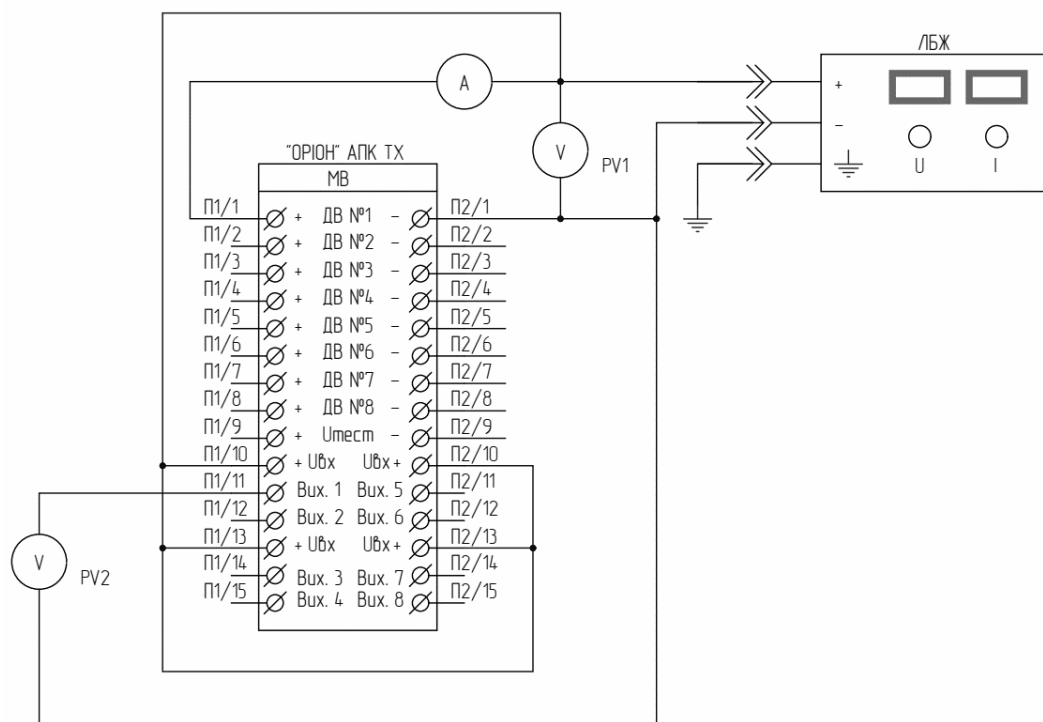 ЛБЖ
A
+
"ОРІОН" АПК ТХ
МВ
V
PV1
−
U
I
П1/1 + ДВ №1 − П2/1
П1/2 + ДВ №2 − П2/2
П1/3 + ДВ №3 − П2/3
П1/4 + ДВ №4 − П2/4
П1/5 + ДВ №5 − П2/5
П1/6 + ДВ №6 − П2/6
П1/7 + ДВ №7 − П2/7
П1/8 + ДВ №8 − П2/8
П1/9 + Uтест − П2/9
П1/10 + Uвх Uвх + П2/10
П1/11 Вих. 1 Вих. 5 П2/11
П1/12 Вих. 2 Вих. 6 П2/12
П1/13 + Uвх Uвх + П2/13
V
PV2
П1/14 Вих. 3 Вих. 7 П2/14
П1/15 Вих. 4 Вих. 8 П2/15